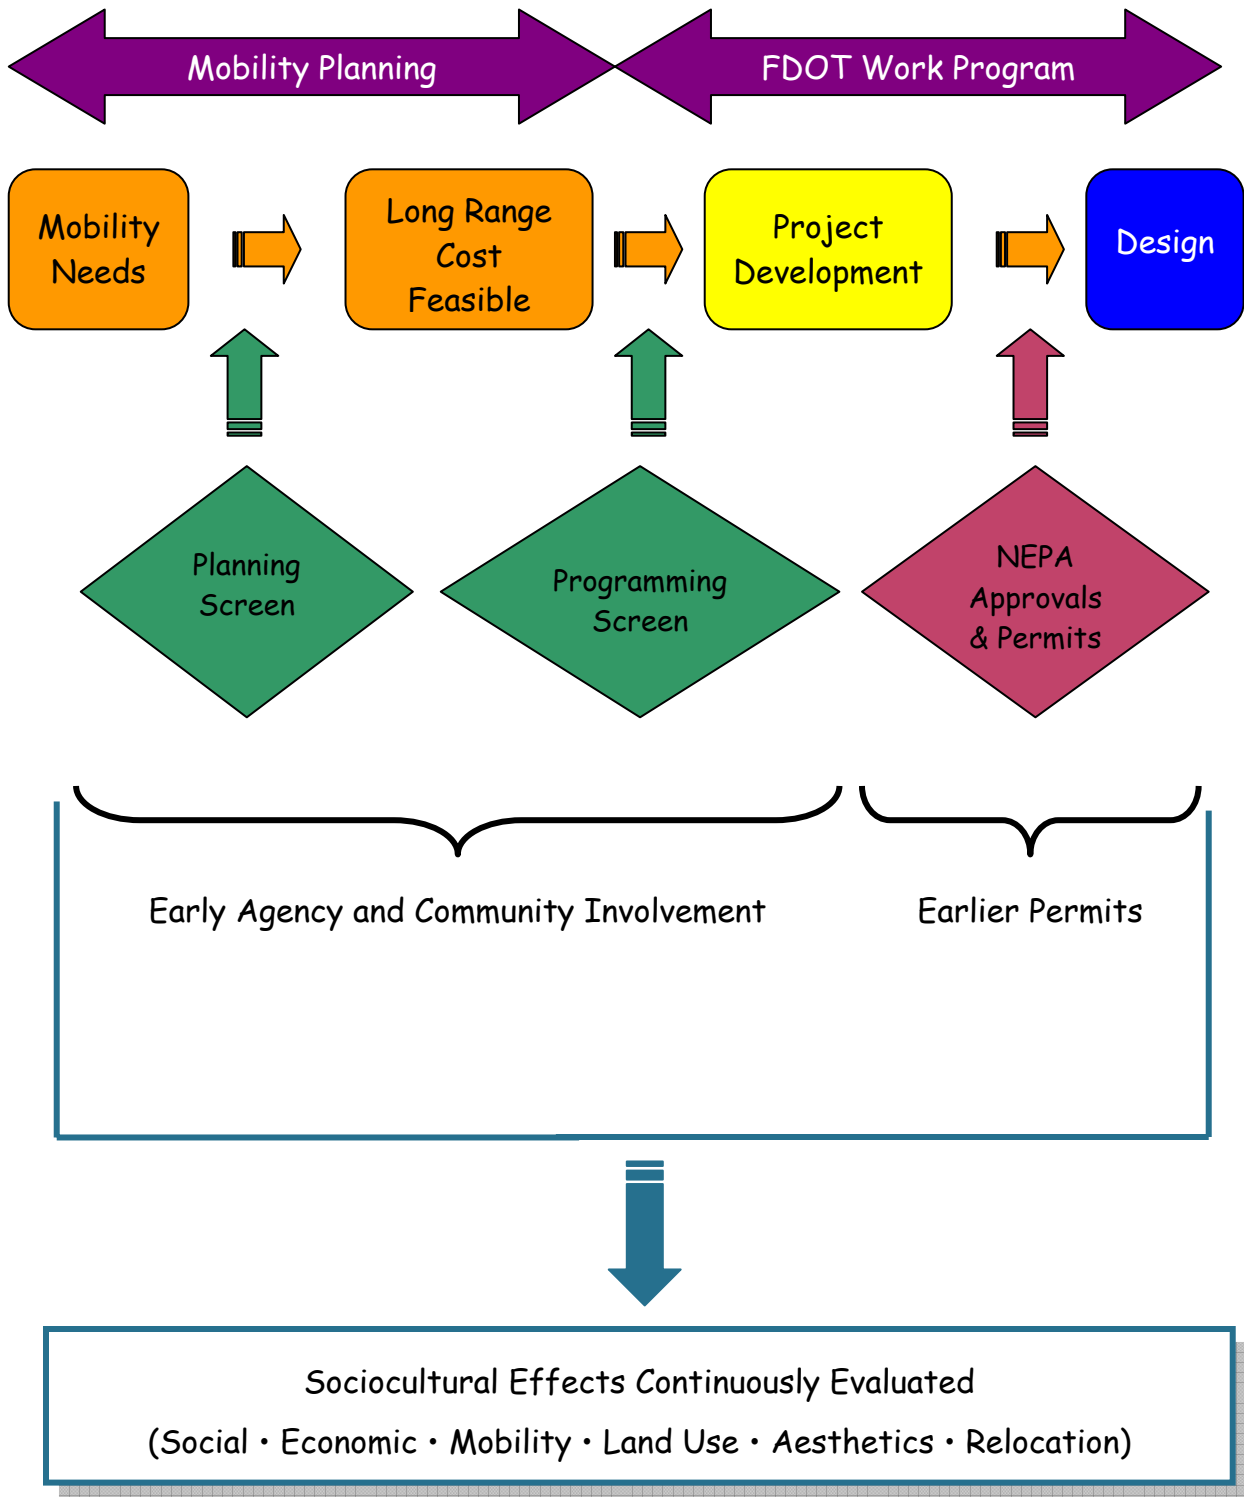 Mobility Planning
FDOT Work Program
Mobility
Needs
Long Range
Cost
Feasible
Project
Development
Design
Planning
Screen
Programming
Screen
NEPA
Approvals
& Permits
Early Agency and Community Involvement
Earlier Permits
Sociocultural Effects Continuously Evaluated
(Social • Economic • Mobility • Land Use • Aesthetics • Relocation)